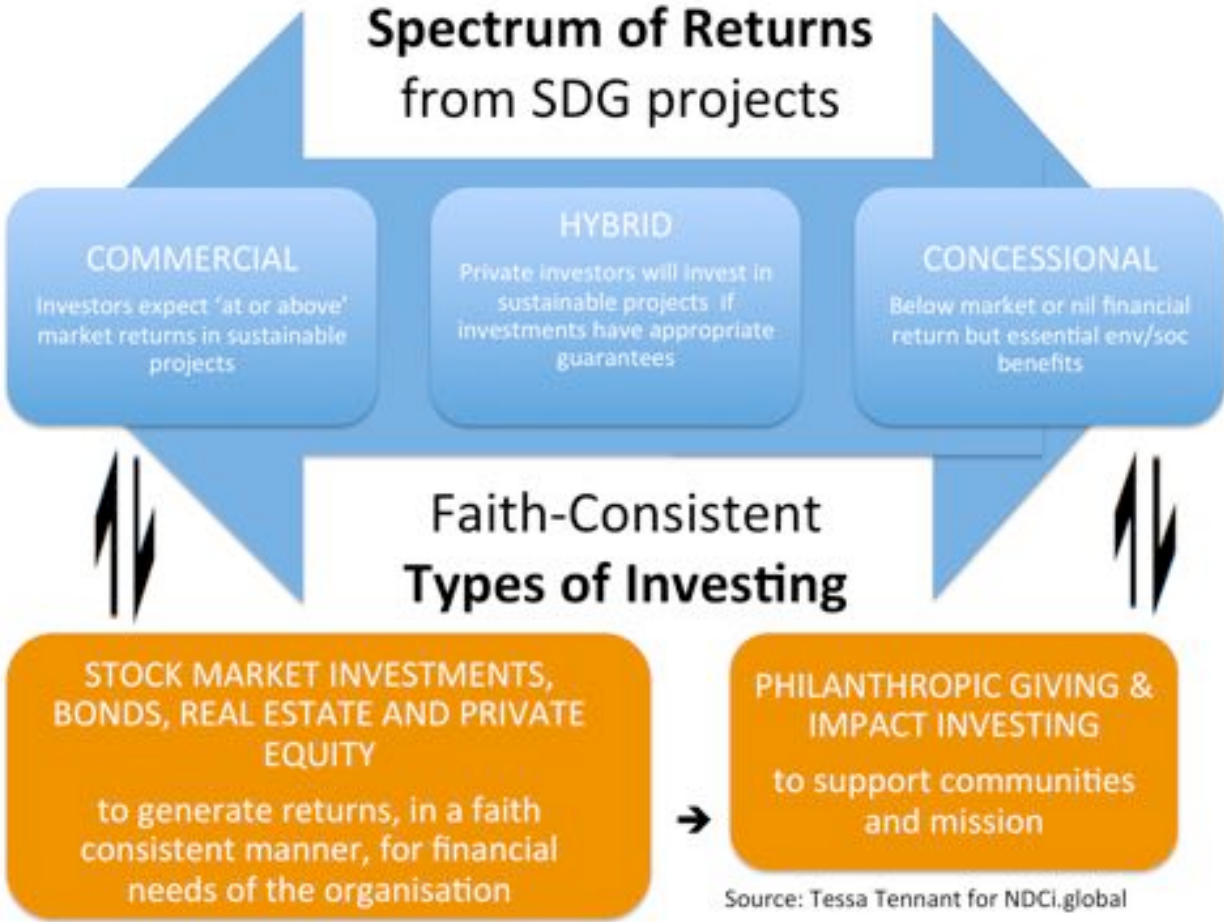 Spectrum of Returns
from SDG projects
COMMERCIAL
Investors expect ‘at or above’
market returns in sustainable
projects
HYBRID
Private investors will invest in
sustainable projects if
investments have appropriate
guarantees
CONCESSIONAL
Below market or nil financial
return but essential env/soc
benefits
Faith-Consistent
Types of Investing
STOCK MARKET INVESTMENTS,
BONDS, REAL ESTATE AND PRIVATE
EQUITY
to generate returns, in a faith
consistent manner, for financial
needs of the organisation
PHILANTHROPIC GIVING &
IMPACT INVESTING
to support communities
and mission
Source: Tessa Tennant for NDCi.global